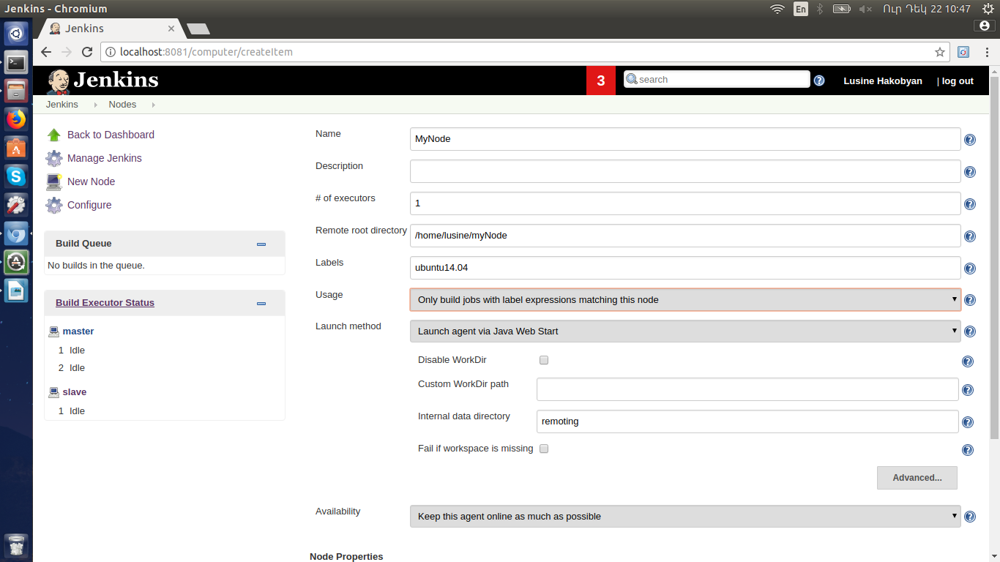 Jenkins - Chromium
En
Ուր Դեկ 22 10:47
Jenkins
localhost:8081/computer/createItem
Jenkins
3
search
Lusine Hakobyan
| log out
Jenkins
Nodes
Back to Dashboard
Manage Jenkins
New Node
Configure
Build Queue
No builds in the queue.
Build Executor Status
master
1 Idle
2 Idle
slave
1 Idle
Name
MyNode
Description
# of executors
1
Remote root directory
/home/lusine/myNode
Labels
ubuntu14.04
Usage
Only build jobs with label expressions matching this node
Launch method
Launch agent via Java Web Start
Disable WorkDir
Custom WorkDir path
Internal data directory
remoting
Fail if workspace is missing
Advanced...
Availability
Keep this agent online as much as possible
Node Properties